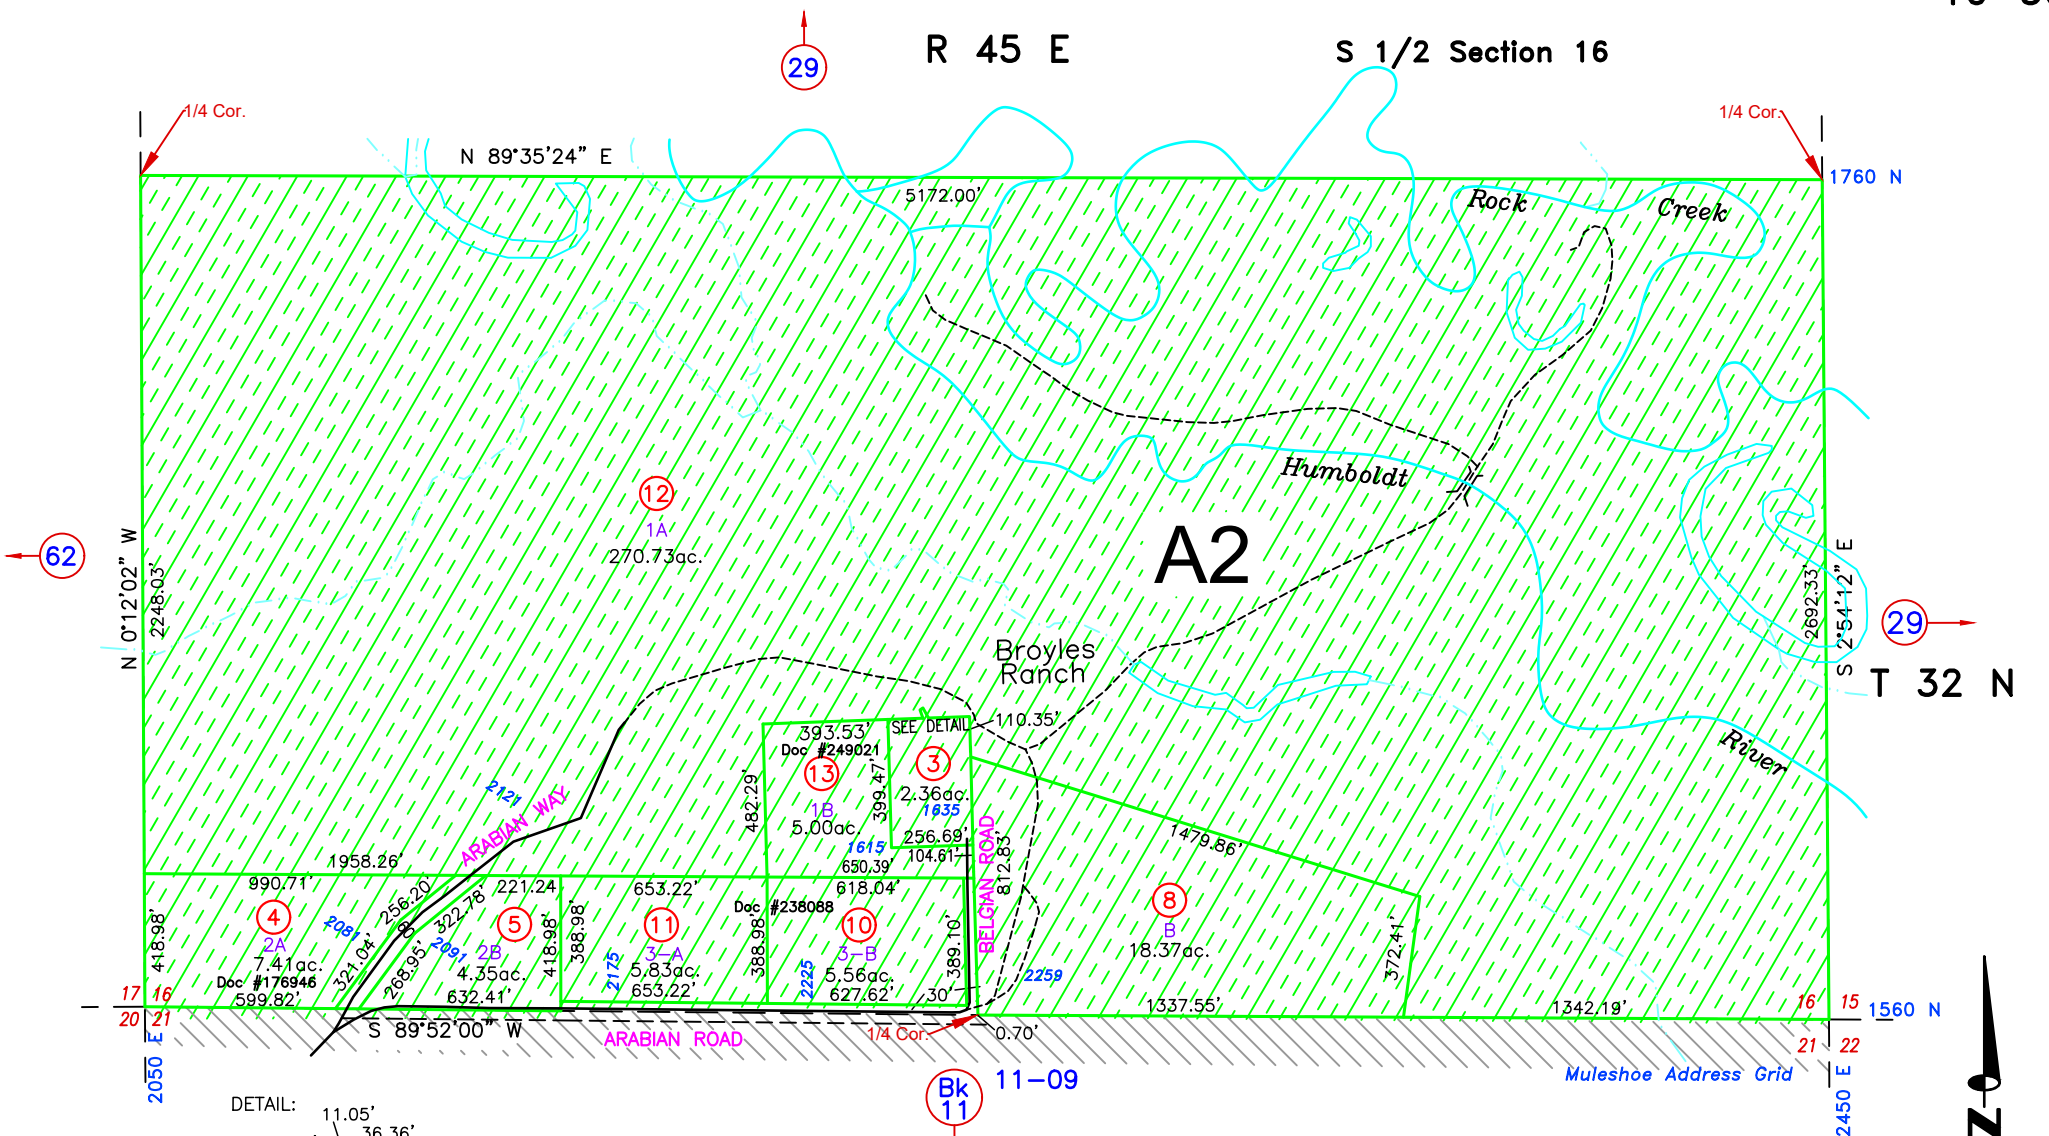 R 45 E
S 1/2 Section 16
29
1/4 Cor.
1/4 Cor.
N 89°35'24" E
5172.00'
1760 N
Rock
Creek
Humboldt
River
12
1A
270.73ac.
A2
62
N 0°12'02" W
2248.03'
2692.33'
S 2°54'12" E
29
T 32 N
Broyles
Ranch
110.35'
SEE DETAIL
393.53'
Doc #249021
13
1B
5.00ac.
1615
650.39'
482.29'
399.47'
3
2.36ac.
1635
256.69'
104.61'
BELGIAN ROAD
812.83'
1479.86'
2121
ARABIAN WAY
1958.26'
990.71'
418.98'
4
2A
7.41ac.
Doc #176946
599.82'
2081
256.20'
321.04'
60
322.78'
268.95'
2091
221.24
5
2B
4.35ac.
632.41'
418.98'
388.98'
653.22'
11
3-A
5.83ac.
653.22'
2175
Doc #238088
388.98'
618.04'
10
3-B
5.56ac.
627.62'
2225
389.10'
30'
2259
8
B
18.37ac.
1337.55'
372.41'
1342.19'
17 16
20 21
16 15
21 22
1560 N
S 89°52'00" W
ARABIAN ROAD
1/4 Cor.
0.70'
2050 E
2450 E
Muleshoe Address Grid
Bk
11
11-09
DETAIL:
11.05'
36.36'